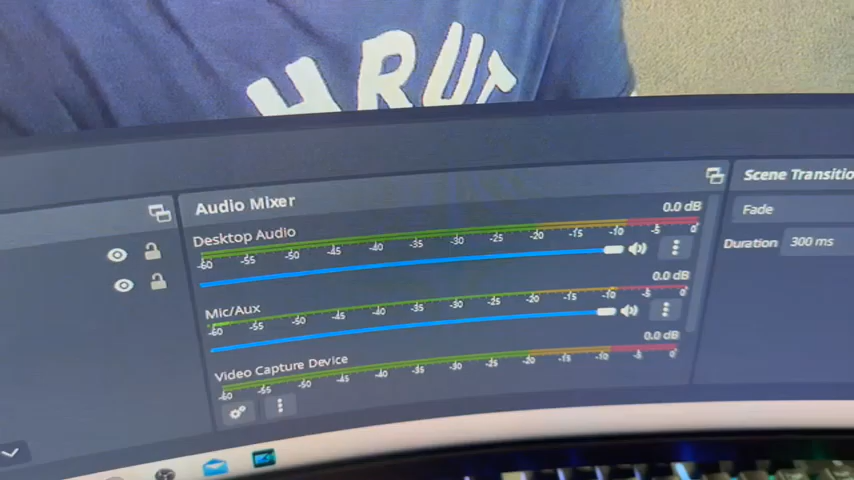 HRUT
Audio Mixer
Scene Transitio
Desktop Audio
0.0 dB
-60 -55 -50 -45 -40 -35 -30 -25 -20 -15 -10 -5 0
Fade
Duration
300 ms
Mic/Aux
0.0 dB
-60 -55 -50 -45 -40 -35 -30 -25 -20 -15 -10 -5 0
Video Capture Device
0.0 dB
-60 -55 -50 -45 -40 -35 -30 -25 -20 -15 -10 -5 0